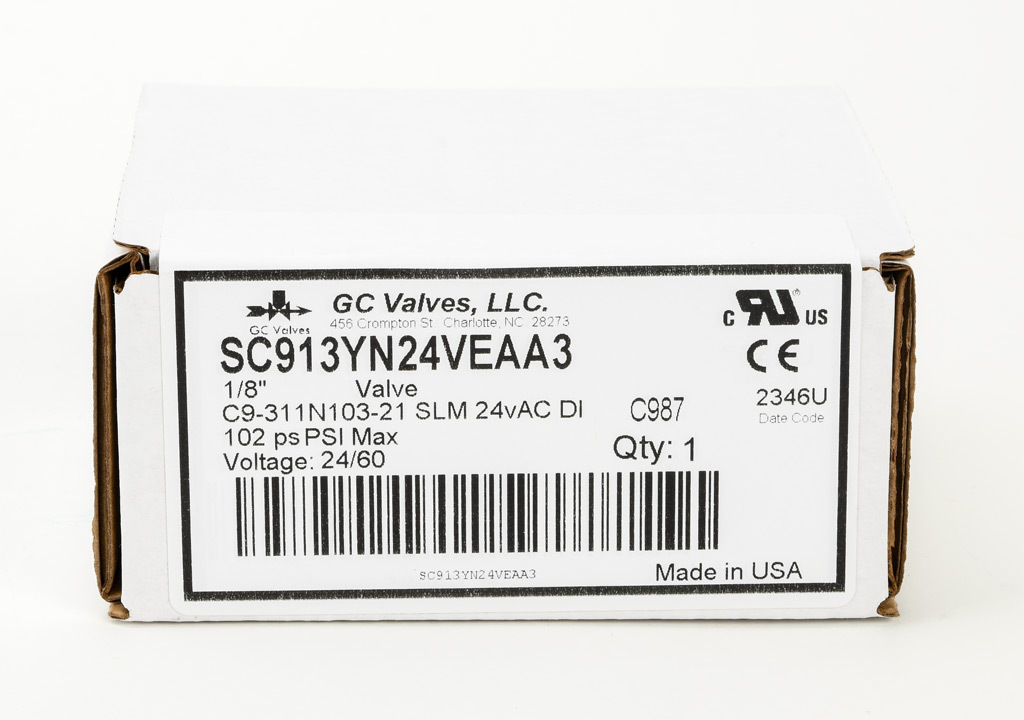 GC Valves
GC Valves, LLC.
456 Crompton St Charlotte, NC 28273
SC913YN24VEAA3
1/8" Valve
C9-311N103-21 SLM 24vAC DI
102 psPSI Max
Voltage: 24/60
C987
Qty: 1
C RU® US
CE
2346U
Date Code
SC913YN24VEAA3
Made in USA